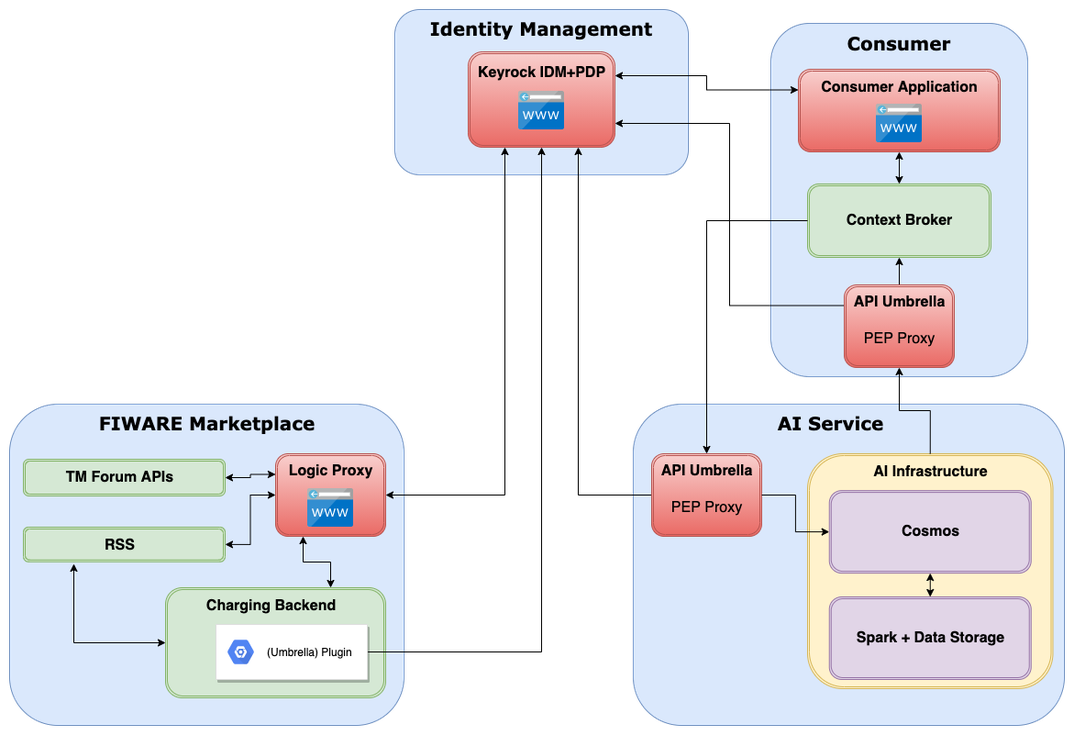 Identity Management
Keyrock IDM+PDP
WWW
Consumer
Consumer Application
WWW
Context Broker
API Umbrella
PEP Proxy
FIWARE Marketplace
TM Forum APIs
RSS
Logic Proxy
WWW
Charging Backend
(Umbrella) Plugin
AI Service
API Umbrella
PEP Proxy
AI Infrastructure
Cosmos
Spark + Data Storage